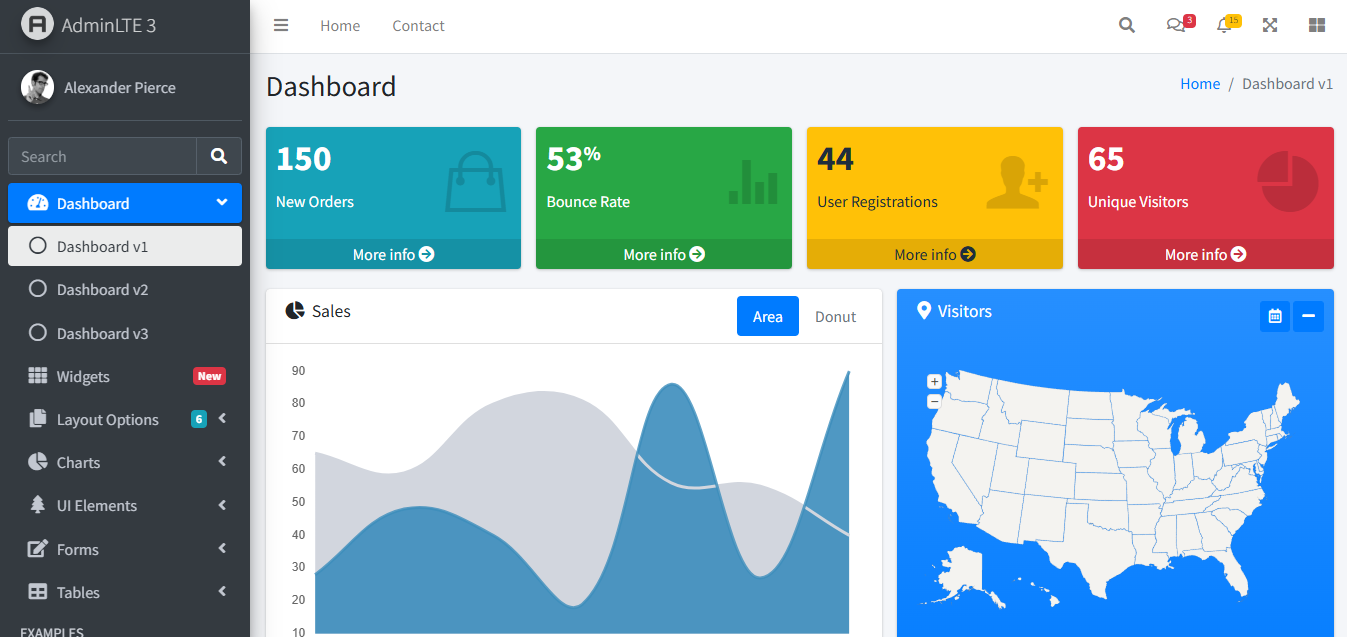 AdminLTE 3
Home
Contact
3
15
Alexander Pierce
Search
Dashboard
Dashboard v1
Dashboard v2
Dashboard v3
Widgets
New
Layout Options
6
Charts
UI Elements
Forms
Tables
EXAMPLES
Dashboard
Home / Dashboard v1
150
New Orders
More info
53%
Bounce Rate
More info
44
User Registrations
More info
65
Unique Visitors
More info
Sales
Area
Donut
90
80
70
60
50
40
30
20
10
Visitors
+
−